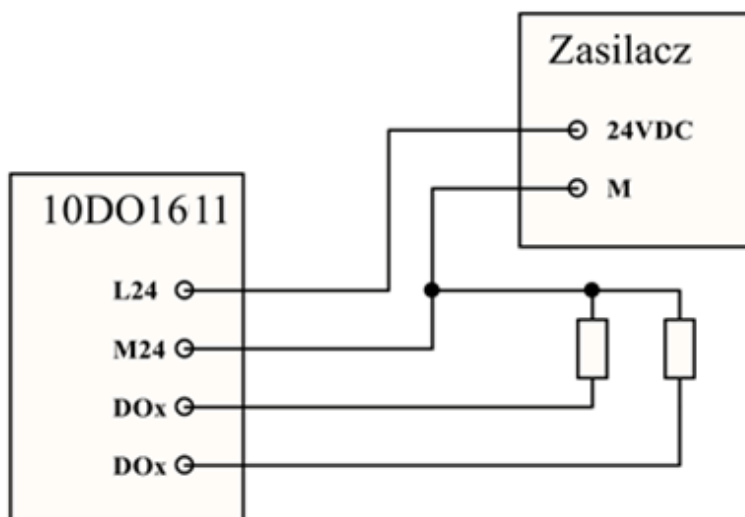 Zasilacz
24VDC
M
10DO1611
L24
M24
DOx
DOx